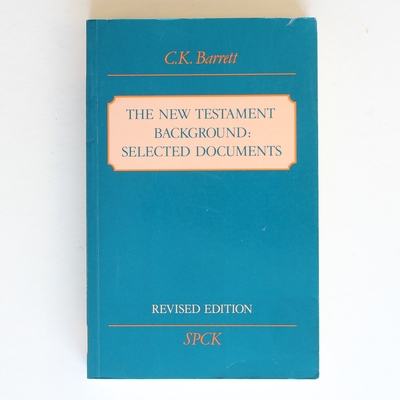 C.K. Barrett
THE NEW TESTAMENT
BACKGROUND:
SELECTED DOCUMENTS
REVISED EDITION
SPCK